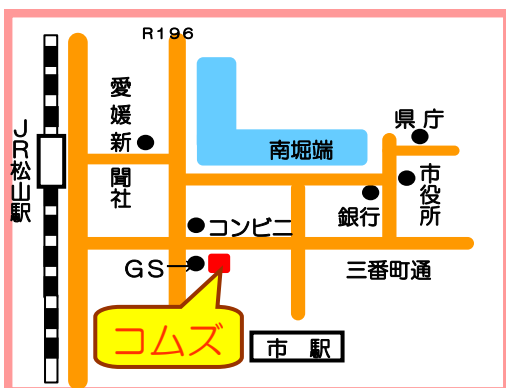 R196
愛媛新聞社
県庁
JR松山駅
南堀端
市役所
銀行
コンビニ
GS
三番町通
コムズ
市駅